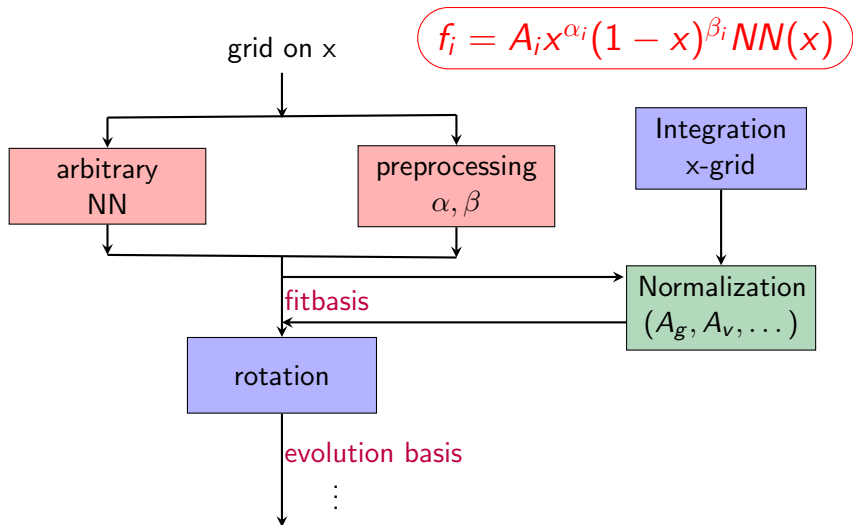 f_i = A_i x^{α_i}(1 − x)^{β_i} NN(x)
grid on x
arbitrary
NN
preprocessing
α, β
Integration
x-grid
fitbasis
Normalization
(A_g, A_v, . . . )
rotation
evolution basis
⋮